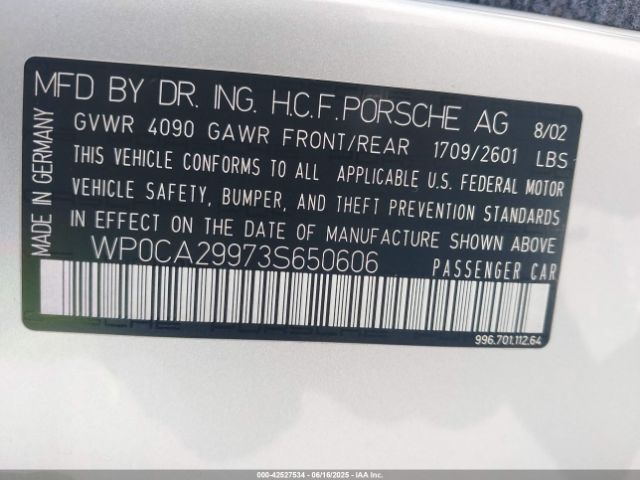 MFD BY DR. ING. H.C.F. PORSCHE AG 8/02
GVWR 4090 GAWR FRONT/REAR 1709/2601 LBS
THIS VEHICLE CONFORMS TO ALL APPLICABLE U.S. FEDERAL MOTOR
VEHICLE SAFETY, BUMPER, AND THEFT PREVENTION STANDARDS
IN EFFECT ON THE DATE OF MANUFACTURE SHOWN ABOVE
WP0CA29973S650606 PASSENGER CAR
MADE IN GERMANY
996.701.112.64
000-42527534 - 06/16/2025 - IAA Inc.